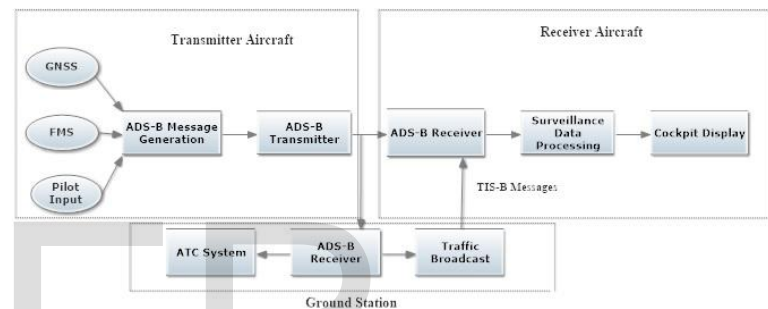 Transmitter Aircraft
Receiver Aircraft
GNSS
FMS
Pilot
Input
ADS-B Message
Generation
ADS-B
Transmitter
ADS-B Receiver
Surveillance
Data
Processing
Cockpit Display
TIS-B Messages
ATC System
ADS-B
Receiver
Traffic
Broadcast
Ground Station